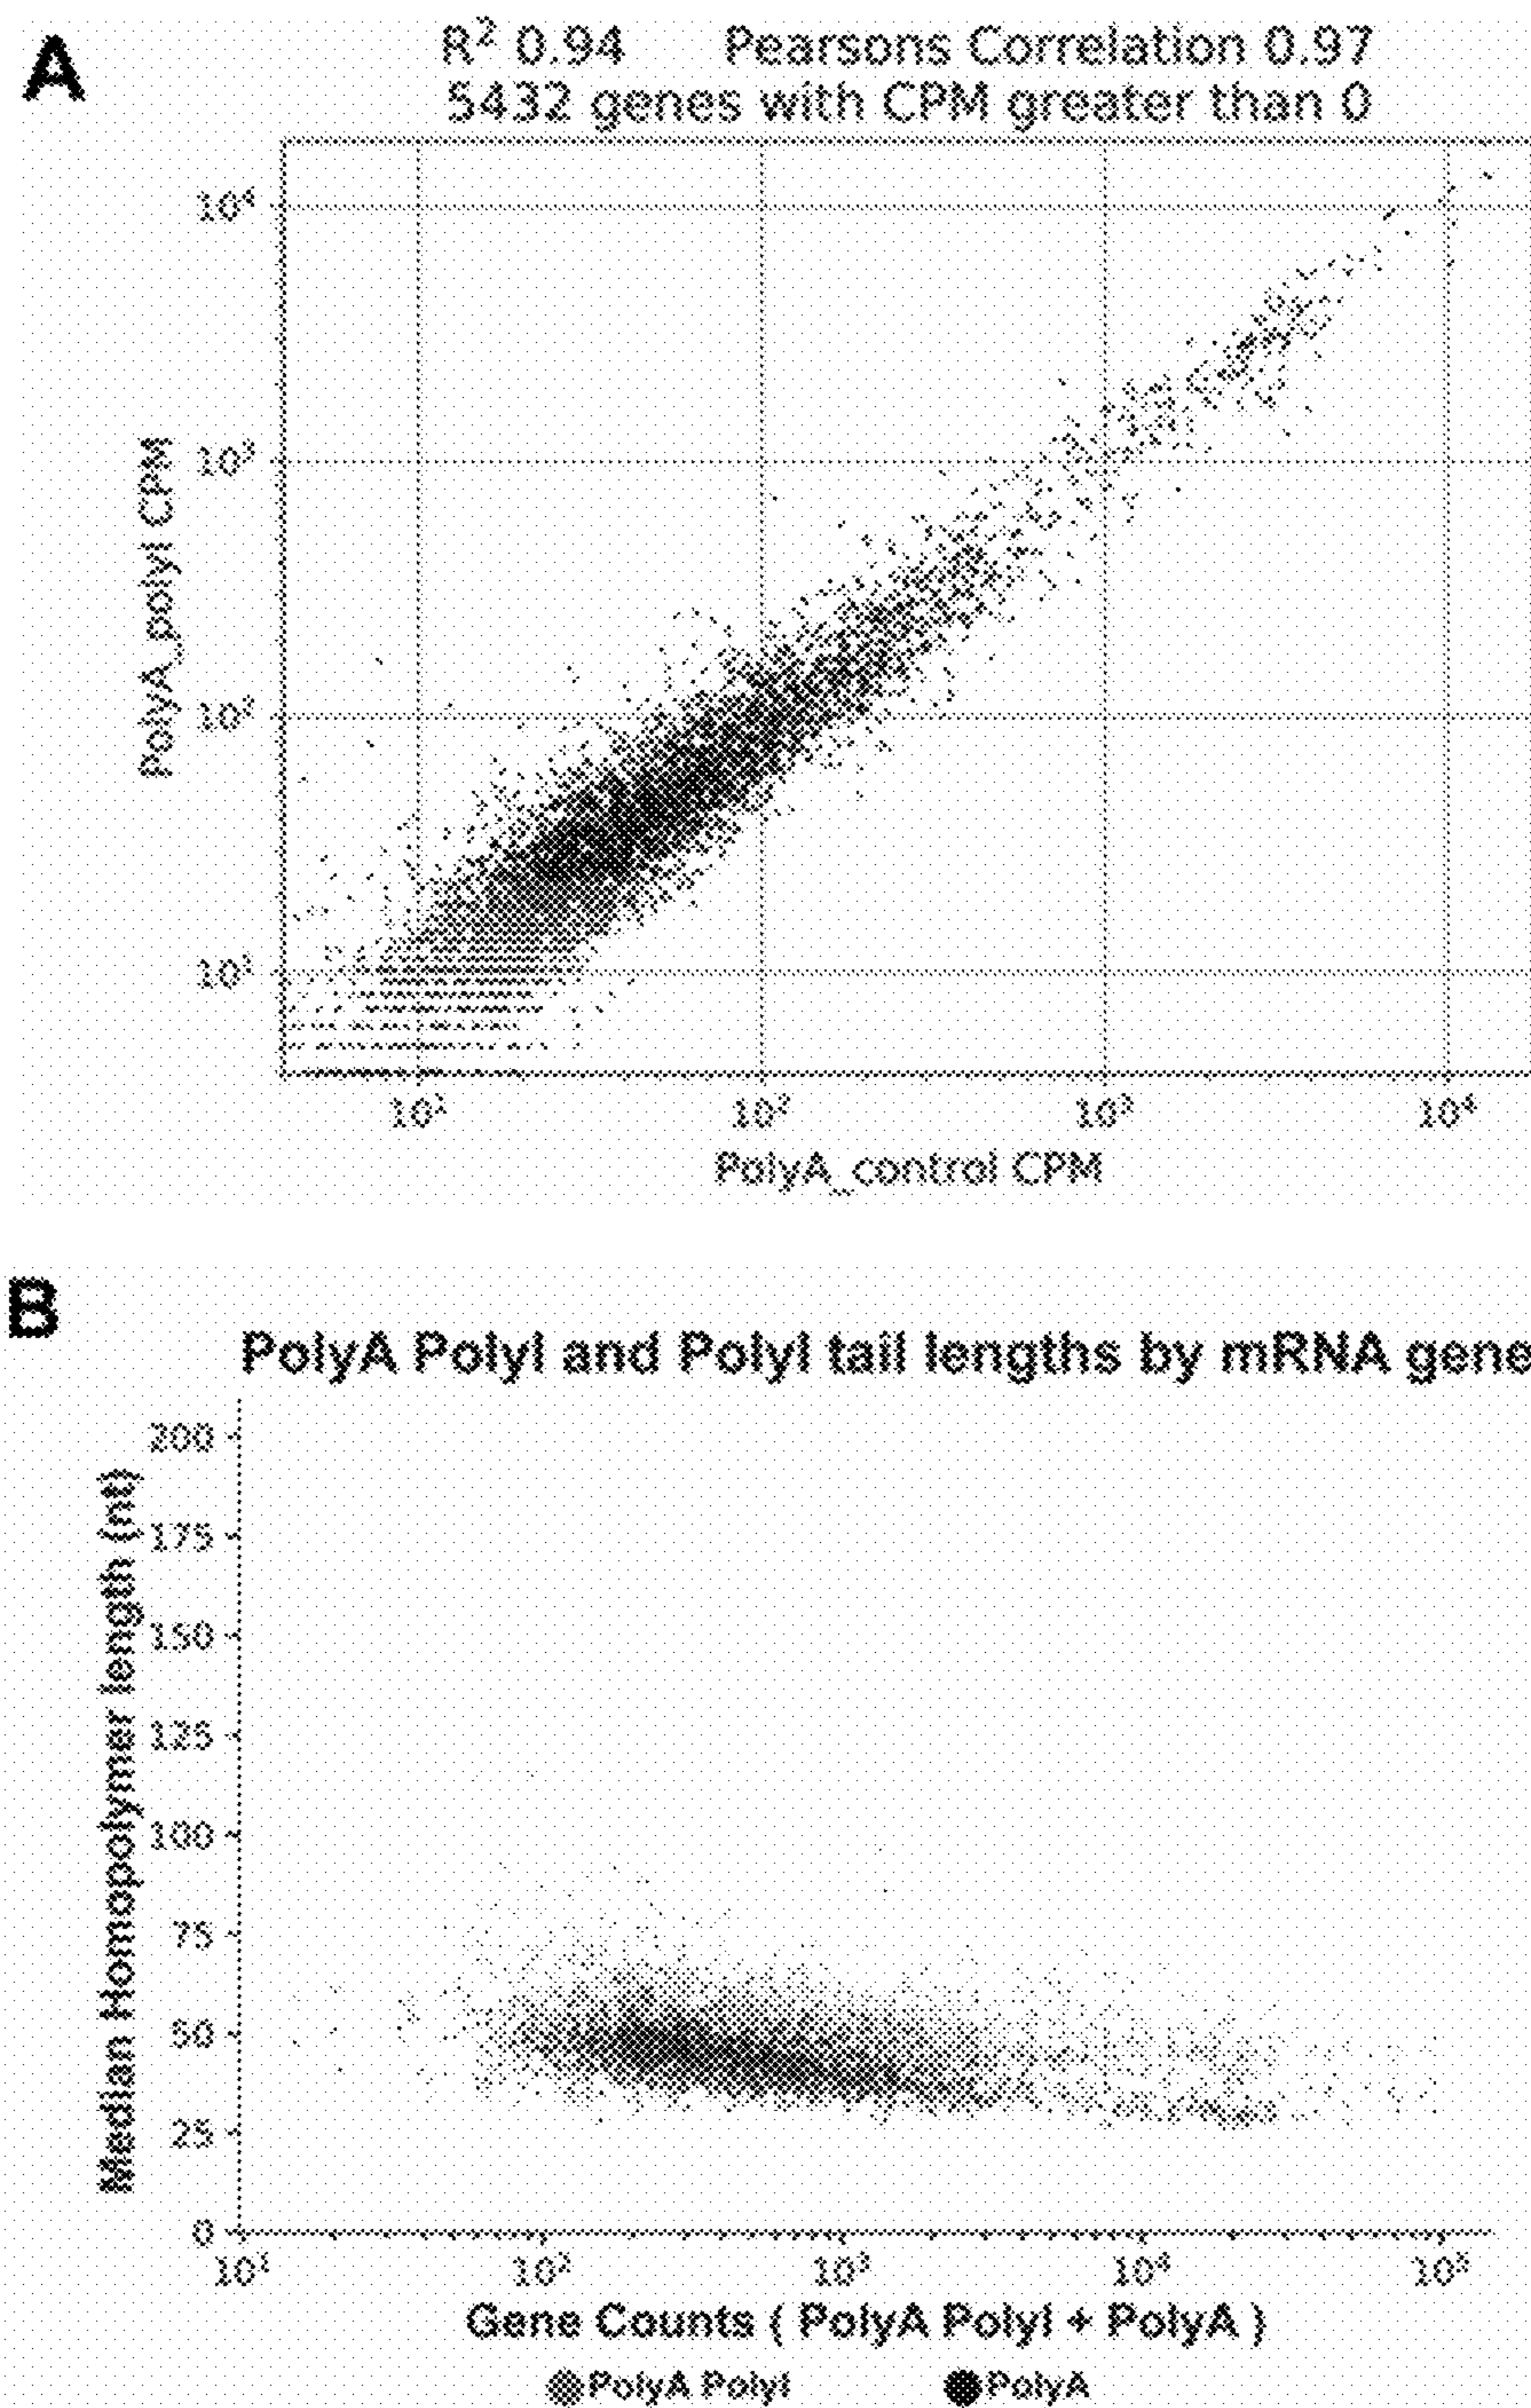 A
R² 0.94 Pearsons Correlation 0.97
5432 genes with CPM greater than 0
PolyA_polyI CPM
10⁴
10³
10²
10¹
10¹ 10² 10³ 10⁴
PolyA_control CPM
B
PolyA PolyI and PolyI tail lengths by mRNA gene
Median Homopolymer length (nt)
200
175
150
125
100
75
50
25
0
10¹ 10² 10³ 10⁴ 10⁵
Gene Counts ( PolyA PolyI + PolyA )
PolyA PolyI PolyA